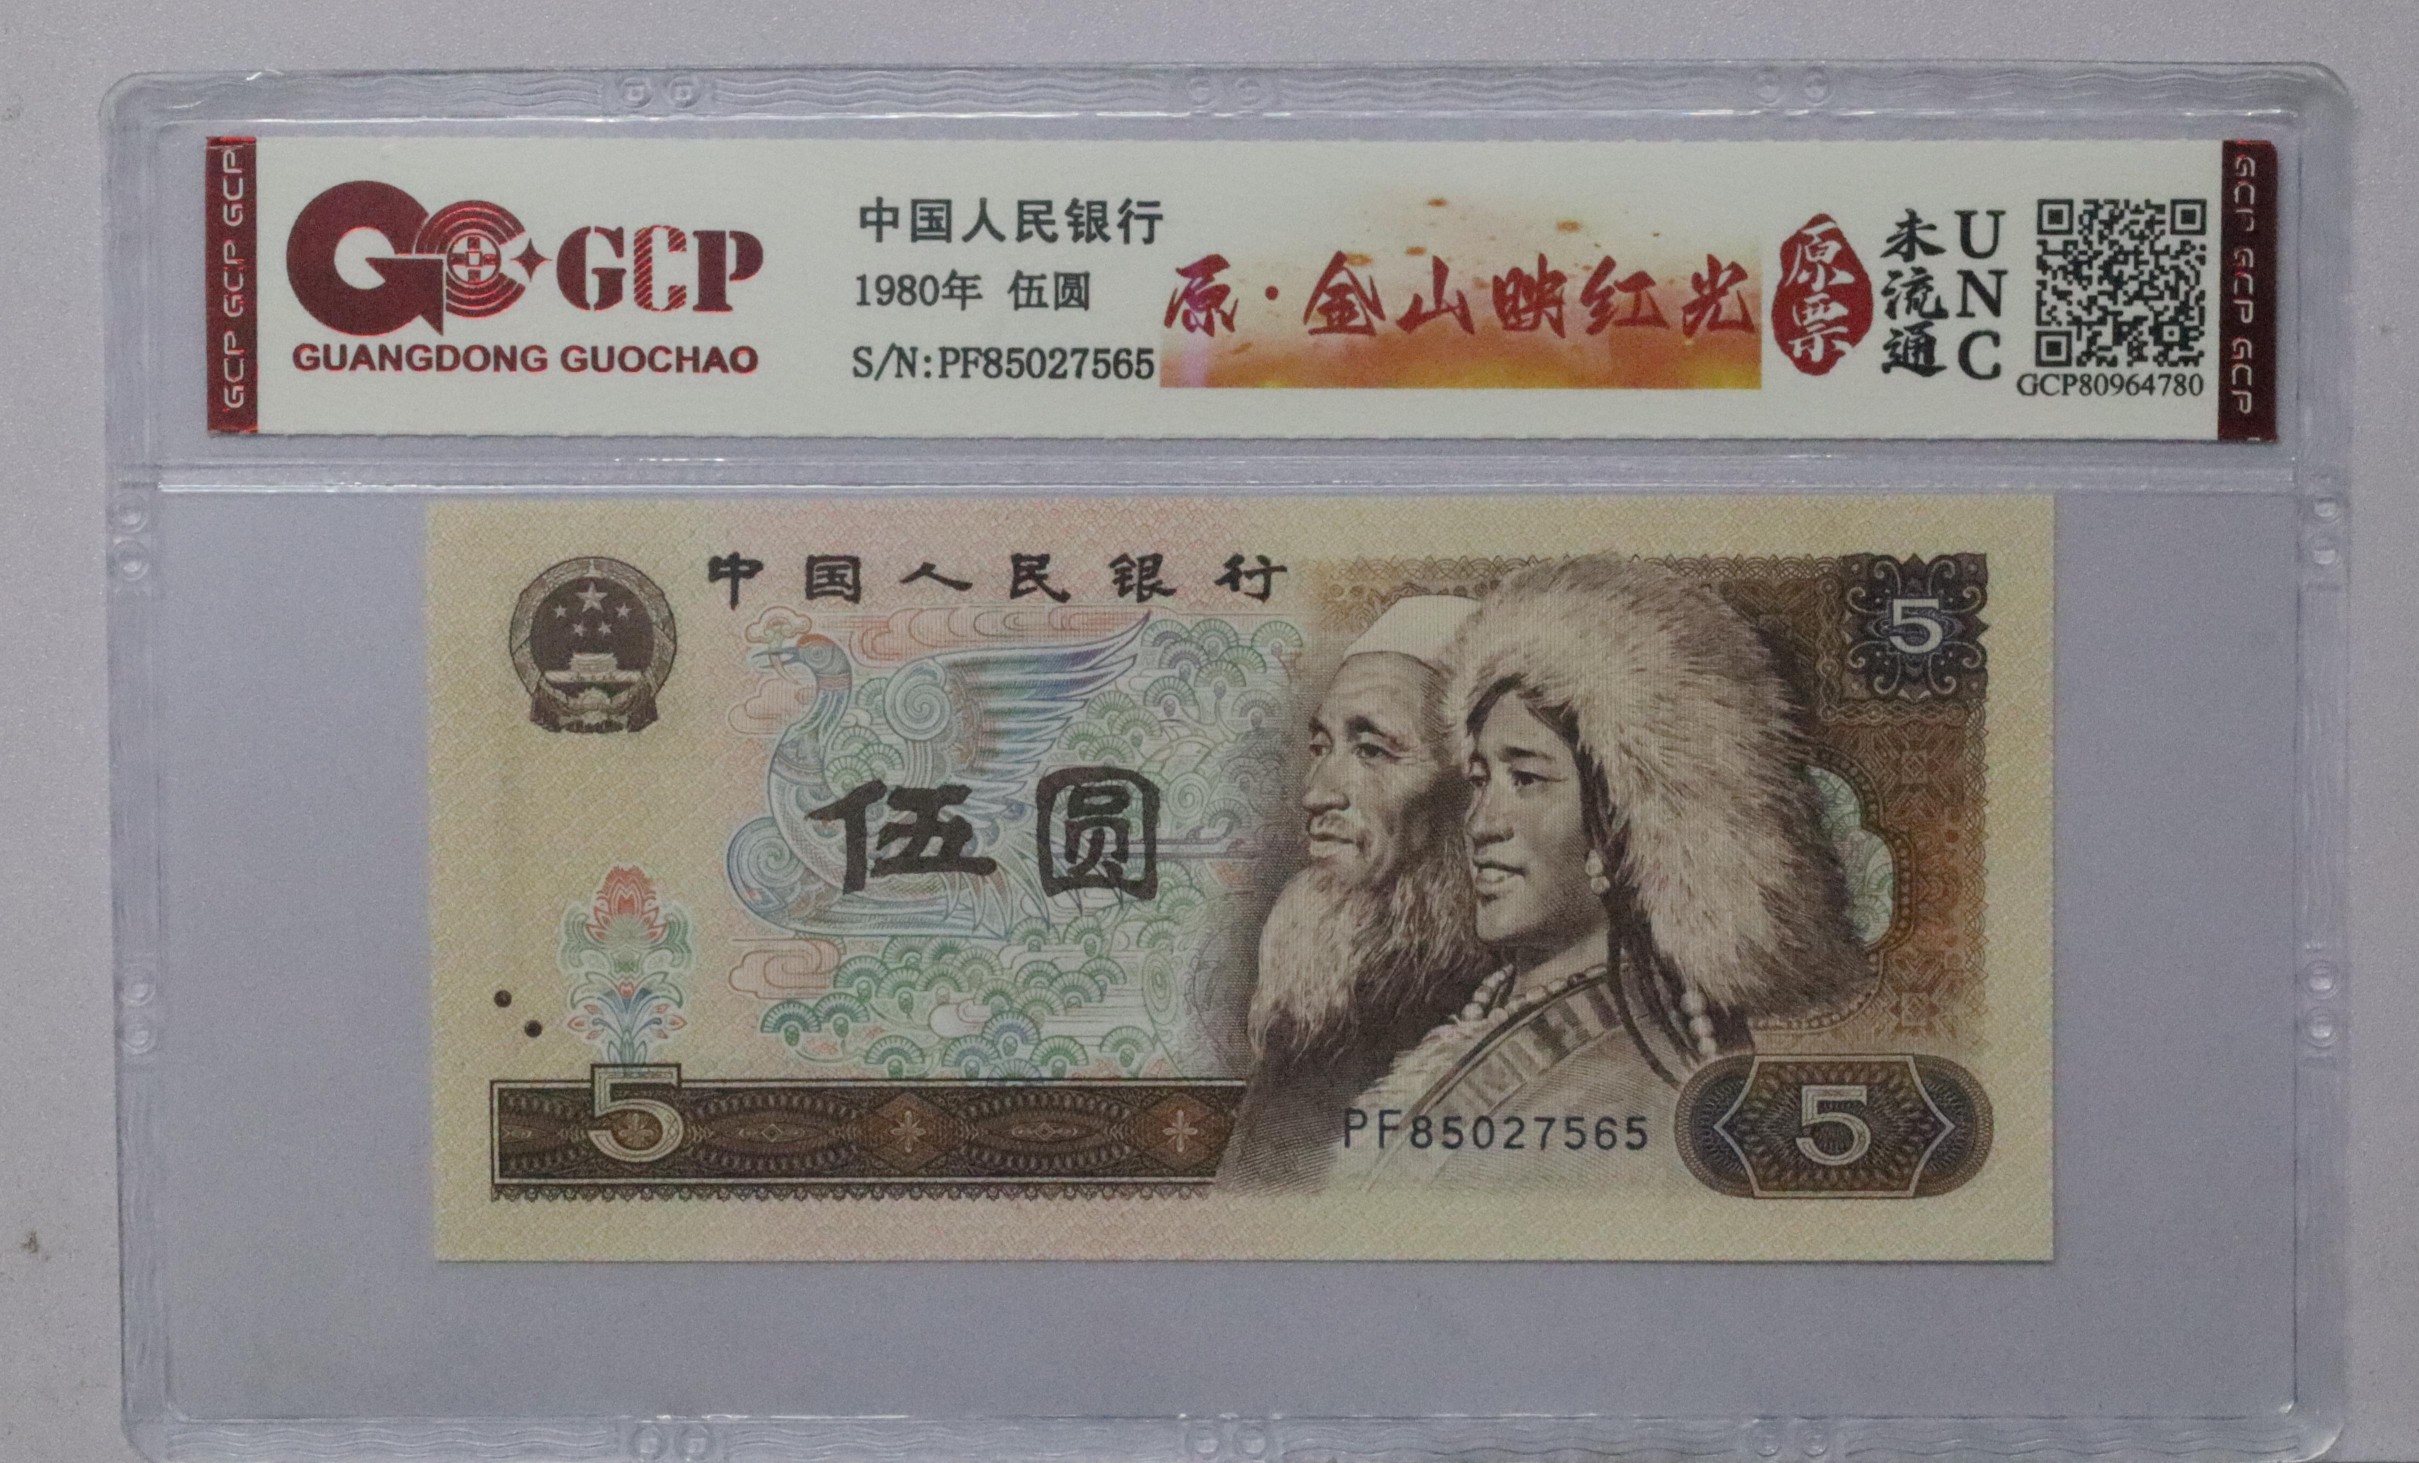 GCP GCP GCP
GCP
GUANGDONG GUOCHAO
中国人民银行
1980年 伍圆
S/N:PF85027565
原·金山映红光
原票
未流通
UNC
GCP80964780
GCP GCP GCP
中国人民银行
5
伍圆
5
PF85027565
5